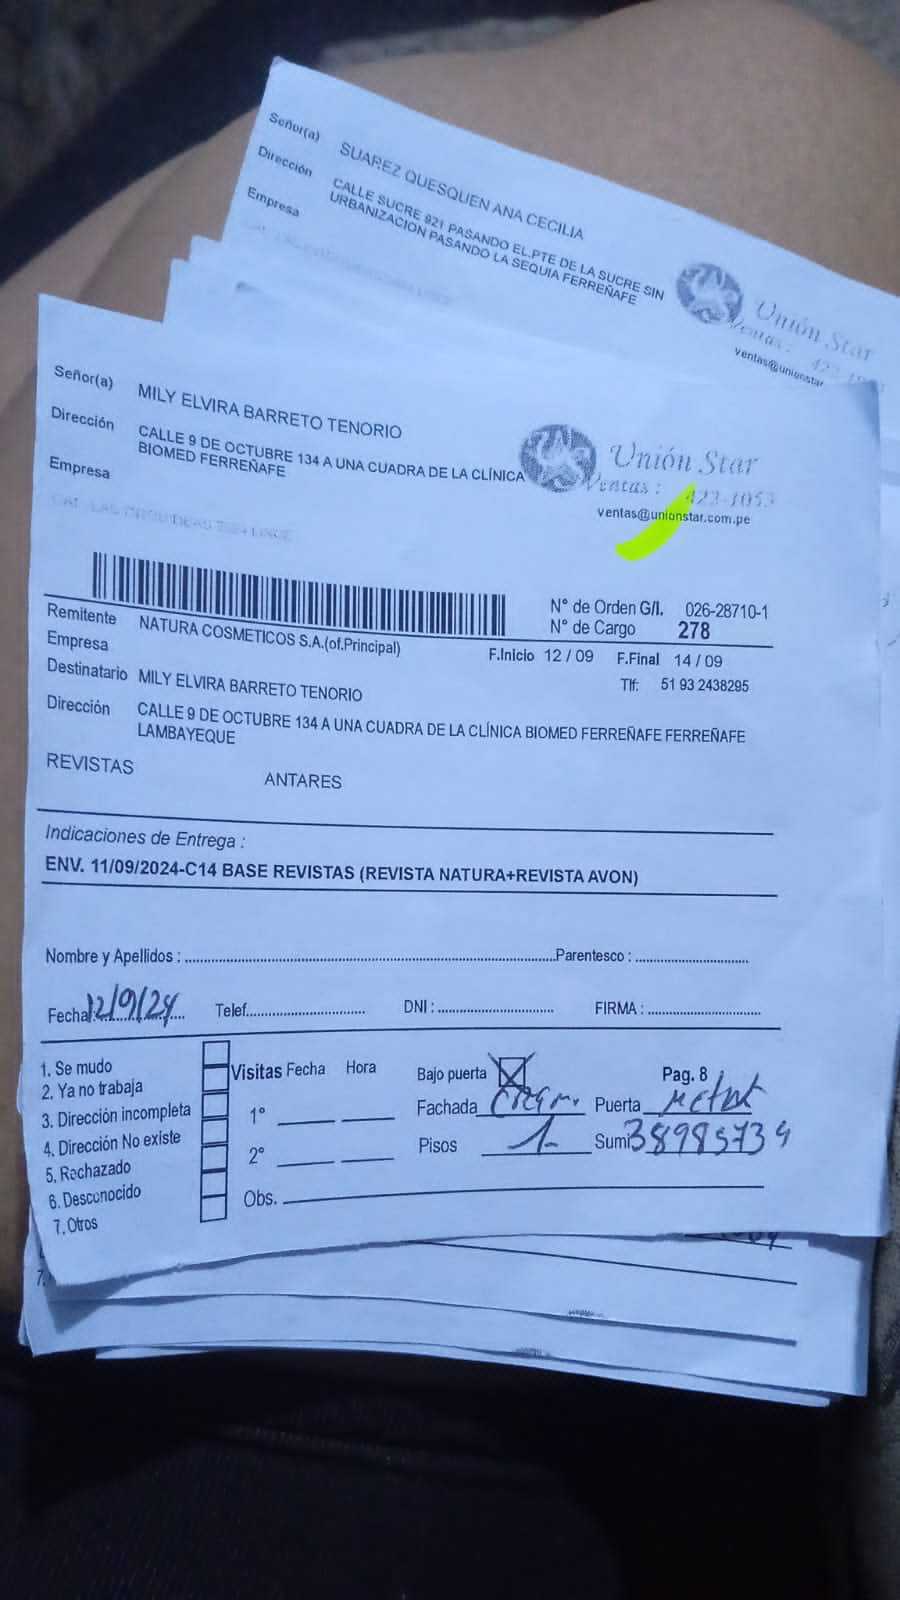 Señor(a) SUAREZ QUESQUEN ANA CECILIA
Dirección CALLE SUCRE 921 PASANDO EL.PTE DE LA SUCRE SIN
URBANIZACION PASANDO LA SEQUIA FERREÑAFE
Empresa
Unión Star
Ventas :
ventas@unionstar
Señor(a) MILY ELVIRA BARRETO TENORIO
Dirección CALLE 9 DE OCTUBRE 134 A UNA CUADRA DE LA CLÍNICA
BIOMED FERREÑAFE
Empresa
Unión Star
Ventas : 423-1053
ventas@unionstar.com.pe
N° de Orden G/I. 026-28710-1
N° de Cargo 278
Remitente NATURA COSMETICOS S.A.(of.Principal)
F.Inicio 12 / 09 F.Final 14 / 09
Empresa
Tlf: 51 93 2438295
Destinatario MILY ELVIRA BARRETO TENORIO
Dirección CALLE 9 DE OCTUBRE 134 A UNA CUADRA DE LA CLÍNICA BIOMED FERREÑAFE FERREÑAFE
LAMBAYEQUE
REVISTAS ANTARES
Indicaciones de Entrega :
ENV. 11/09/2024-C14 BASE REVISTAS (REVISTA NATURA+REVISTA AVON)
Nombre y Apellidos : Parentesco :
Fecha: 12/9/24 Telef. DNI : FIRMA :
1. Se mudo
2. Ya no trabaja
3. Dirección incompleta
4. Dirección No existe
5. Rechazado
6. Desconocido
7. Otros
Visitas Fecha Hora
1°
2°
Obs.
Bajo puerta Pag. 8
Fachada Puerta
Pisos 1 Sumi 38985734
7.